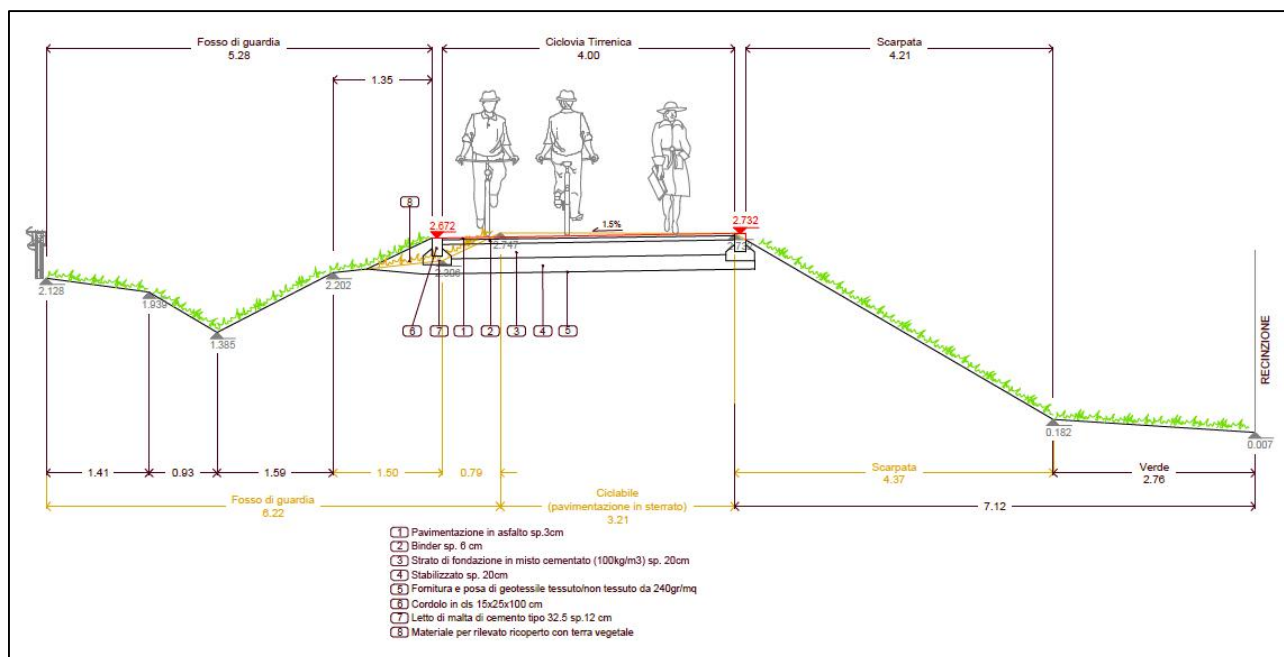 Fosso di guardia
5.28
Ciclovia Tirrenica
4.00
Scarpata
4.21
1.35
8
2.672
1.5%
2.732
2.747
2.306
2.128
1.939
1.385
2.202
6
7
1
2
3
4
5
RECINZIONE
0.182
0.007
1.41
0.93
1.59
1.50
0.79
Scarpata
4.37
Verde
2.76
Fosso di guardia
6.22
Ciclabile
(pavimentazione in sterrato)
3.21
7.12
1 Pavimentazione in asfalto sp.3cm
2 Binder sp. 6 cm
3 Strato di fondazione in misto cementato (100kg/m3) sp. 20cm
4 Stabilizzato sp. 20cm
5 Fornitura e posa di geotessile tessuto/non tessuto da 240gr/mq
6 Cordolo in cls 15x25x100 cm
7 Letto di malta di cemento tipo 32.5 sp.12 cm
8 Materiale per rilevato ricoperto con terra vegetale